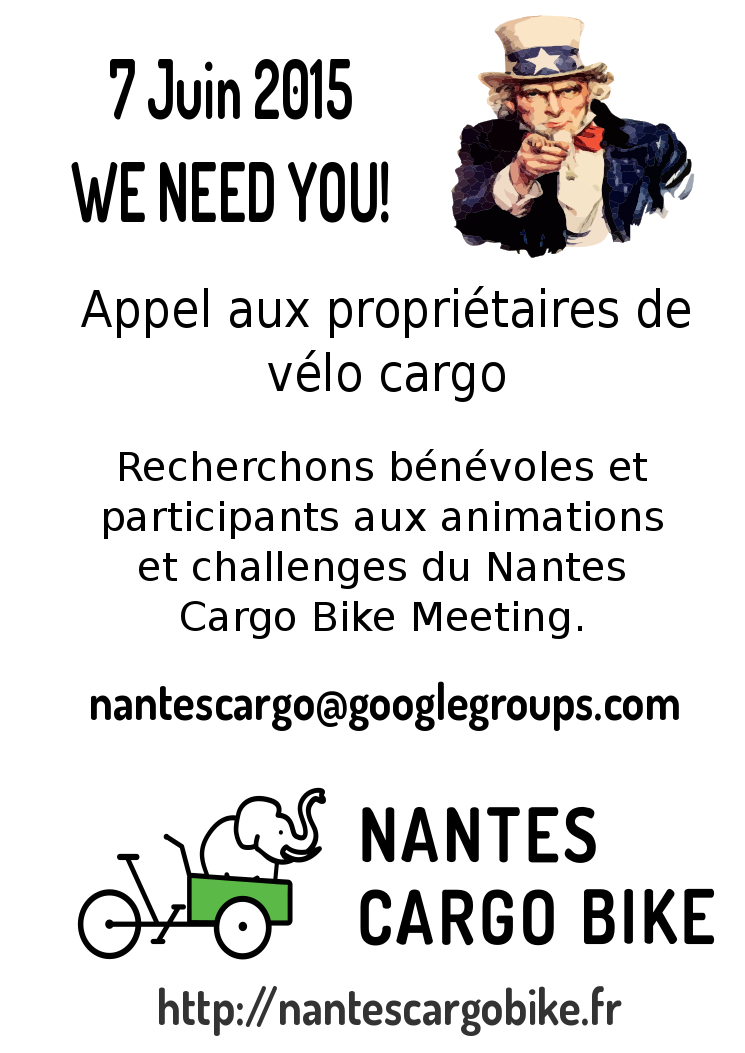 7 Juin 2015
WE NEED YOU!
Appel aux propriétaires de
vélo cargo
Recherchons bénévoles et
participants aux animations
et challenges du Nantes
Cargo Bike Meeting.
nantescargo@googlegroups.com
NANTES
CARGO BIKE
http://nantescargobike.fr